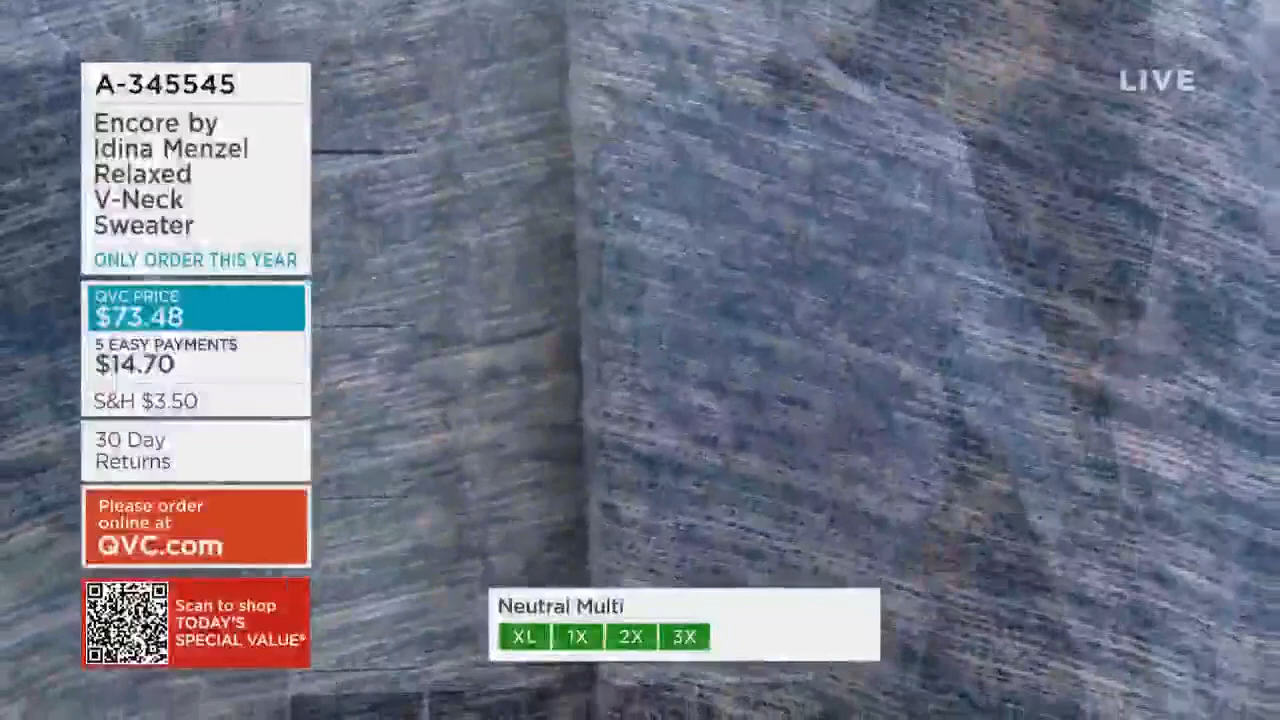 A-345545
Encore by
Idina Menzel
Relaxed
V-Neck
Sweater
ONLY ORDER THIS YEAR
QVC PRICE
$73.48
5 EASY PAYMENTS
$14.70
S&H $3.50
30 Day
Returns
Please order
online at
QVC.com
Scan to shop
TODAY'S
SPECIAL VALUE®
LIVE
Neutral Multi
XL 1X 2X 3X